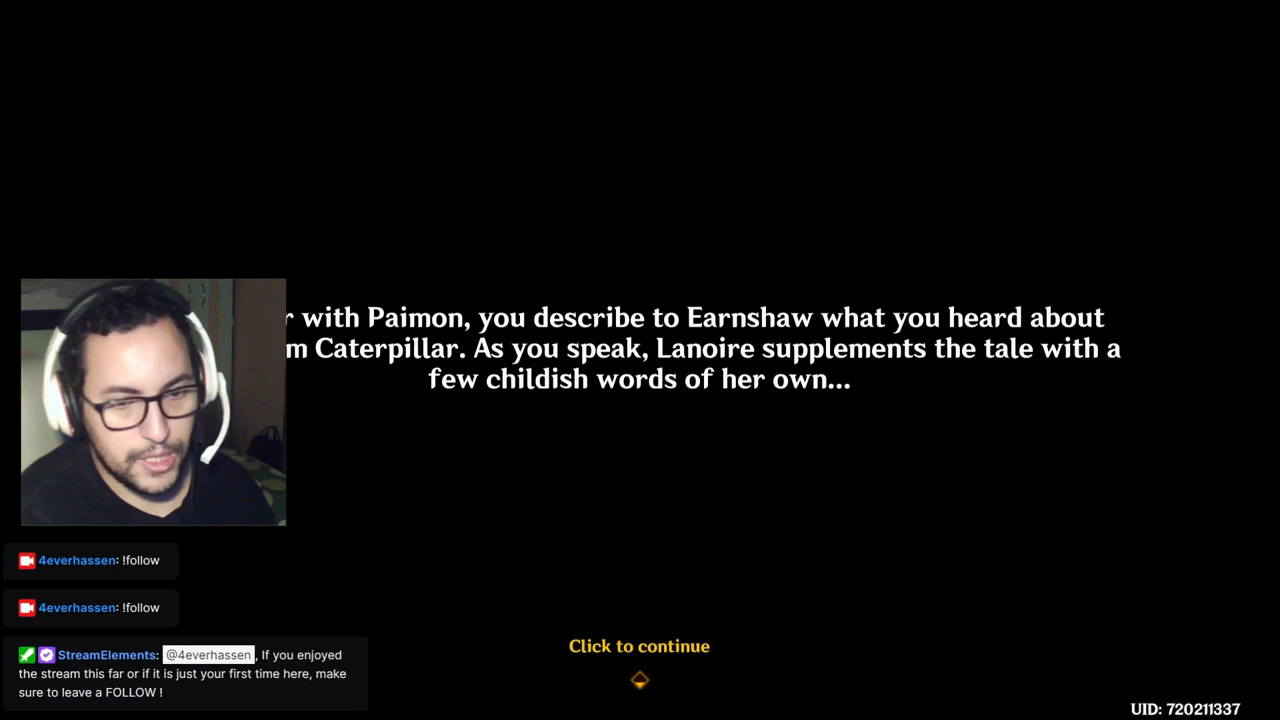 with Paimon, you describe to Earnshaw what you heard about
Caterpillar. As you speak, Lanoire supplements the tale with a
few childish words of her own...
4everhassen: !follow
4everhassen: !follow
StreamElements: @4everhassen, If you enjoyed
the stream this far or if it is just your first time here, make
sure to leave a FOLLOW !
Click to continue
UID: 720211337